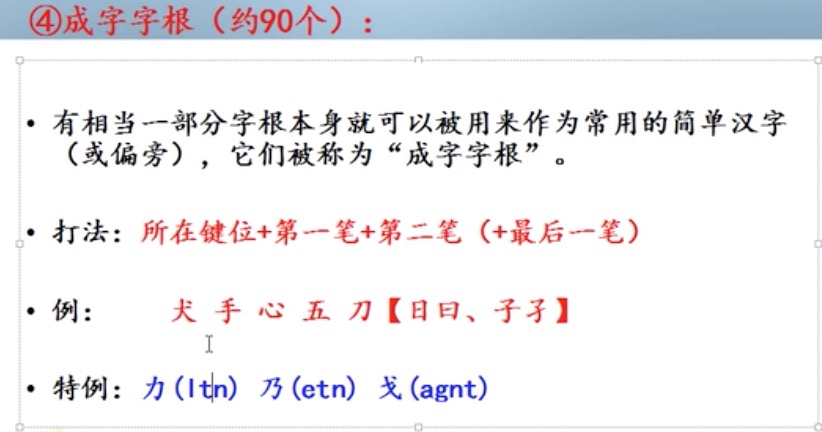 ④成字字根（约90个）：
• 有相当一部分字根本身就可以被用来作为常用的简单汉字
（或偏旁），它们被称为“成字字根”。
• 打法：所在键位+第一笔+第二笔（+最后一笔）
• 例： 犬 手 心 五 刀【日曰、子孑】
• 特例：力(ltn) 乃(etn) 戈(agnt)